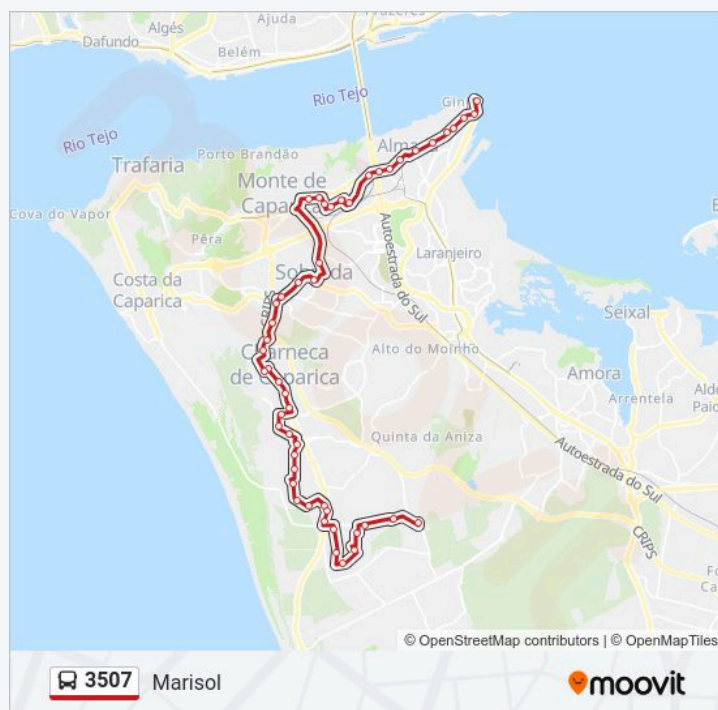 Algés
Ajuda
Prazeres
Dafundo
Belém
Rio Tejo
Rio Tejo
Trafaria
Porto Brandão
Almada
Monte de
Caparica
Cova do Vapor
Pêra
Laranjeiro
Autoestrada do Sul
Costa da
Caparica
Sobreda
CRIPS
Seixal
Charneca
de Caparica
Alto do Moinho
Amora
Arrentela
Quinta da Aniza
Autoestrada do Sul
CRIPS
© OpenStreetMap contributors | © OpenMapTiles
3507 Marisol
moovit